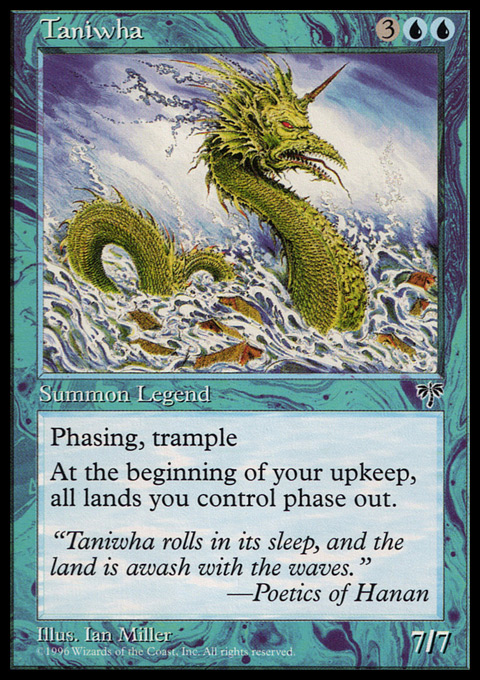 Taniwha 3
Summon Legend
Phasing, trample
At the beginning of your upkeep,
all lands you control phase out.
“Taniwha rolls in its sleep, and the
land is awash with the waves.”
—Poetics of Hanan
Illus. Ian Miller
7/7
©1996 Wizards of the Coast, Inc. All rights reserved.